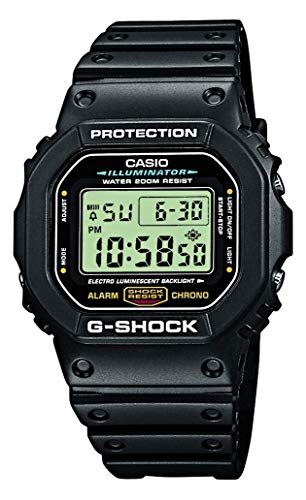 PROTECTION
CASIO
ILLUMINATOR
WATER 200M RESIST
ADJUST
MODE
LIGHT ON/OFF
START•STOP
LIGHT
SU 6-30
10:58 50
ELECTRO LUMINESCENT BACKLIGHT
ALARM SHOCK RESIST CHRONO
G-SHOCK